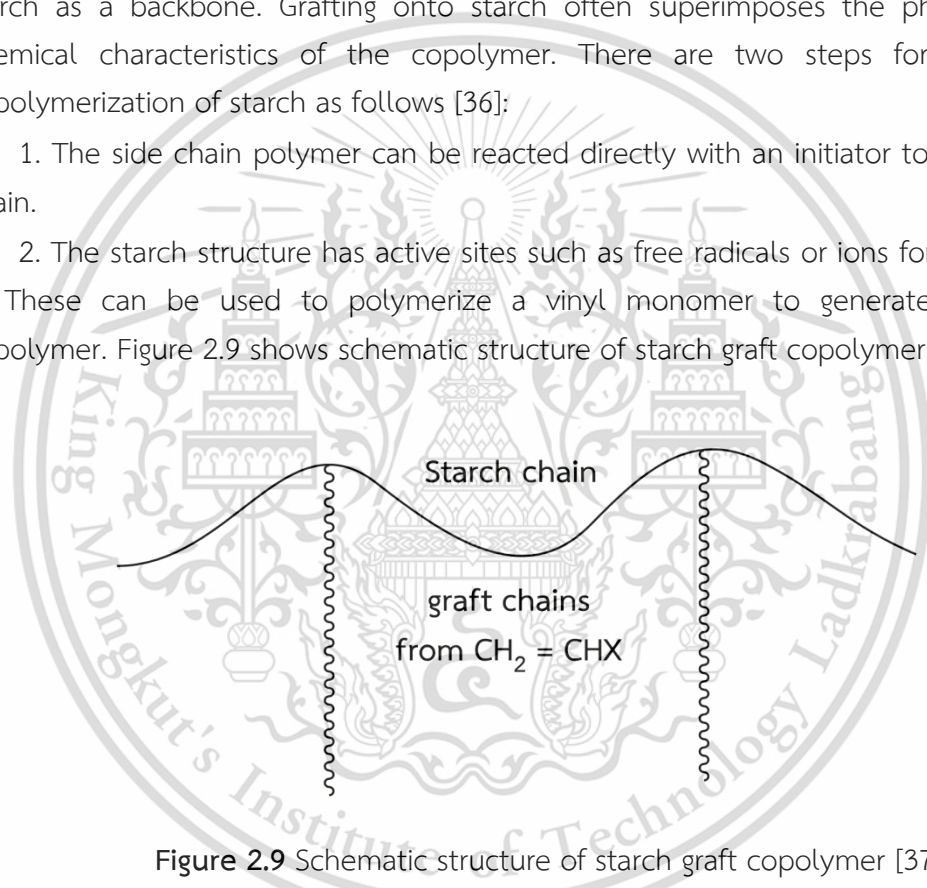 arch as a backbone. Grafting onto starch often superimposes the ph
emical characteristics of the copolymer. There are two steps for
polymerization of starch as follows [36]:
1. The side chain polymer can be reacted directly with an initiator to
ain.
2. The starch structure has active sites such as free radicals or ions for
These can be used to polymerize a vinyl monomer to generate
polymer. Figure 2.9 shows schematic structure of starch graft copolymer
Starch chain
graft chains
from CH₂ = CHX
King Mongkut's Institute of Technology Ladkrabang
Figure 2.9 Schematic structure of starch graft copolymer [37